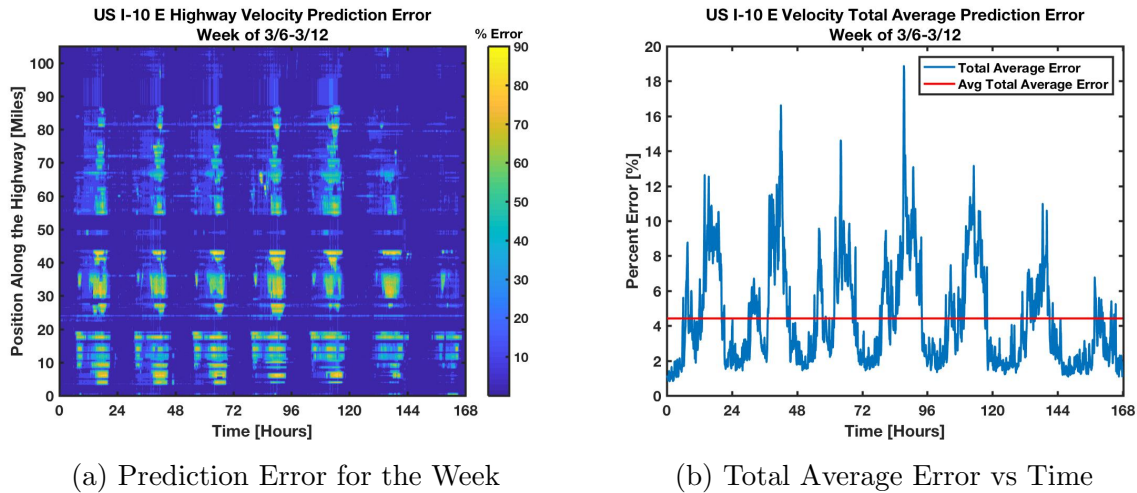 US I-10 E Highway Velocity Prediction Error
Week of 3/6-3/12
% Error
Position Along the Highway [Miles]
100
90
80
70
60
50
40
30
20
10
0
0 24 48 72 96 120 144 168
Time [Hours]
90
80
70
60
50
40
30
20
10
(a) Prediction Error for the Week
US I-10 E Velocity Total Average Prediction Error
Week of 3/6-3/12
Total Average Error
Avg Total Average Error
Percent Error [%]
20
18
16
14
12
10
8
6
4
2
0
0 24 48 72 96 120 144 168
Time [Hours]
(b) Total Average Error vs Time